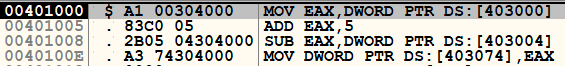 00401000 $ A1 00304000 MOV EAX,DWORD PTR DS:[403000]
00401005 . 83C0 05 ADD EAX,5
00401008 . 2B05 04304000 SUB EAX,DWORD PTR DS:[403004]
0040100E . A3 74304000 MOV DWORD PTR DS:[403074],EAX